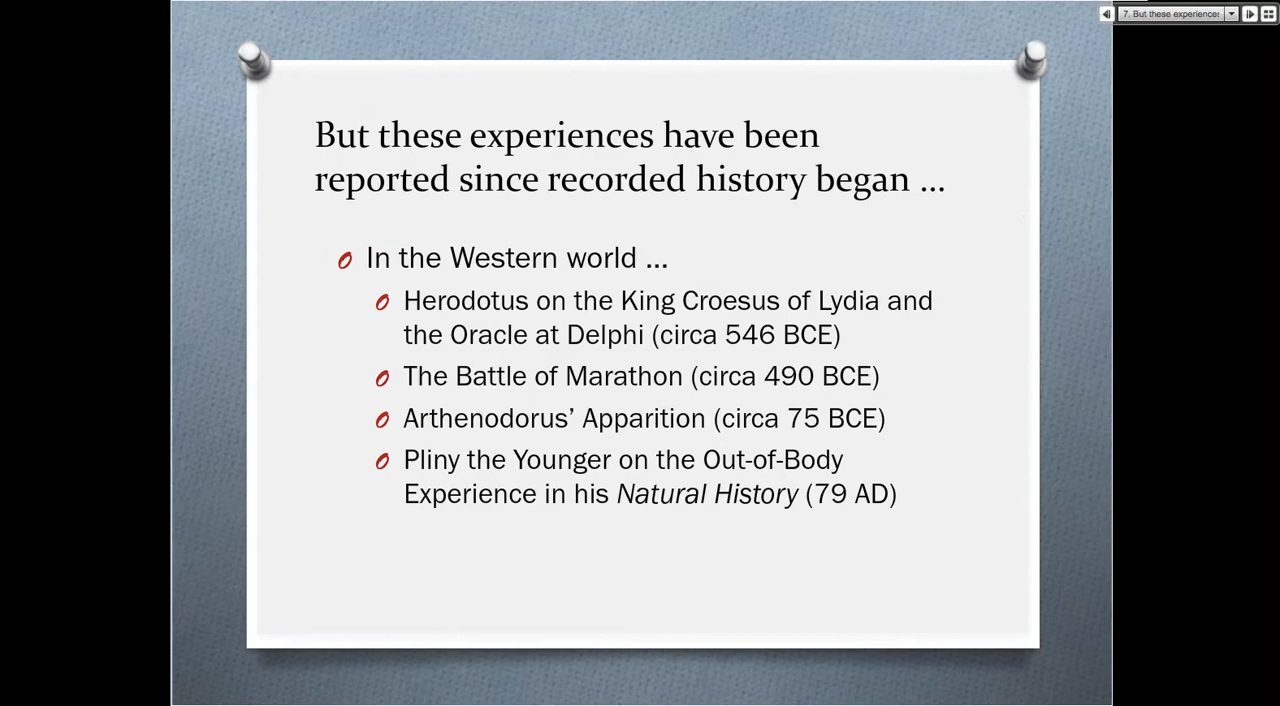 7. But these experiences
But these experiences have been
reported since recorded history began ...
In the Western world ...
Herodotus on the King Croesus of Lydia and
the Oracle at Delphi (circa 546 BCE)
The Battle of Marathon (circa 490 BCE)
Arthenodorus’ Apparition (circa 75 BCE)
Pliny the Younger on the Out-of-Body
Experience in his Natural History (79 AD)